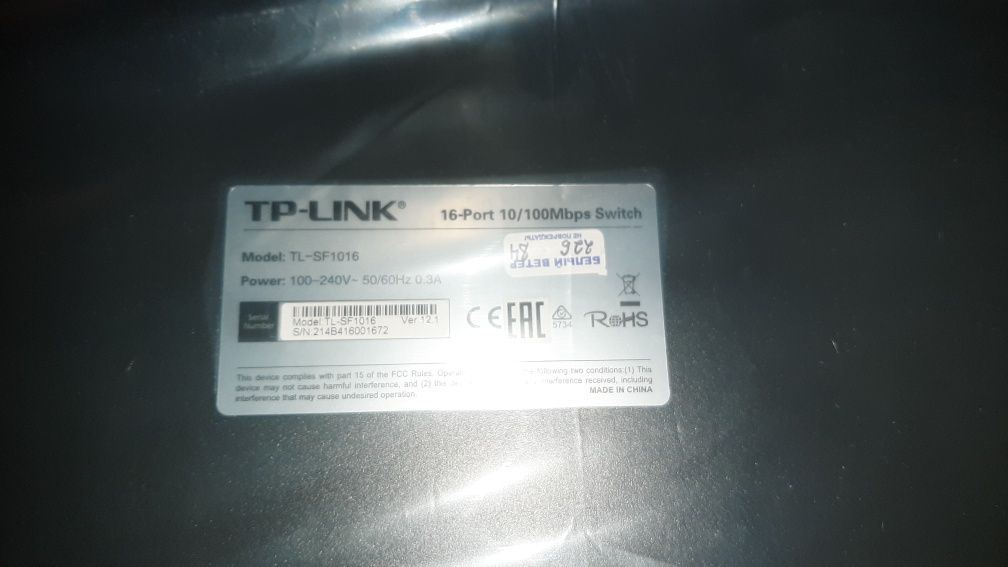 TP-LINK®
16-Port 10/100Mbps Switch
Model: TL-SF1016
Power: 100-240V~ 50/60Hz 0.3A
БЕЛЫЙ ВЕТЕР
226
НЕ ПОВРЕЖДАТЬ!
Serial
Number
Model:TL-SF1016 Ver:12.1
S/N:214B416001672
CE EAC 5734 RoHS
This device complies with part 15 of the FCC Rules. the following two conditions:(1) This
device may not cause harmful interference, and (2) this interference received, including
interference that may cause undesired operation.
MADE IN CHINA